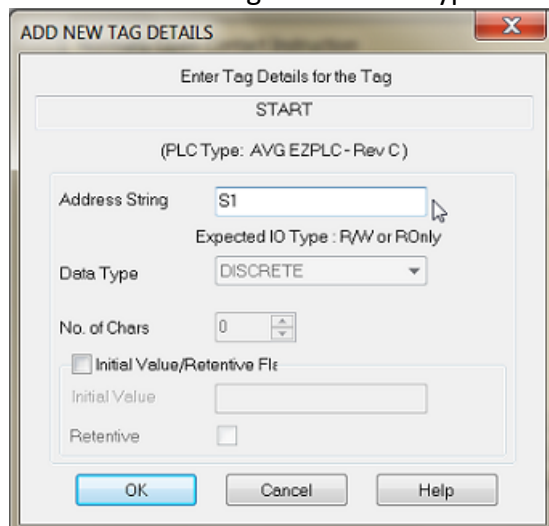 ADD NEW TAG DETAILS
Enter Tag Details for the Tag
START
(PLC Type: AVG EZPLC - Rev C)
Address String S1
Expected IO Type : R/W or ROnly
Data Type DISCRETE
No. of Chars 0
Initial Value/Retentive Fla
Initial Value
Retentive
OK Cancel Help